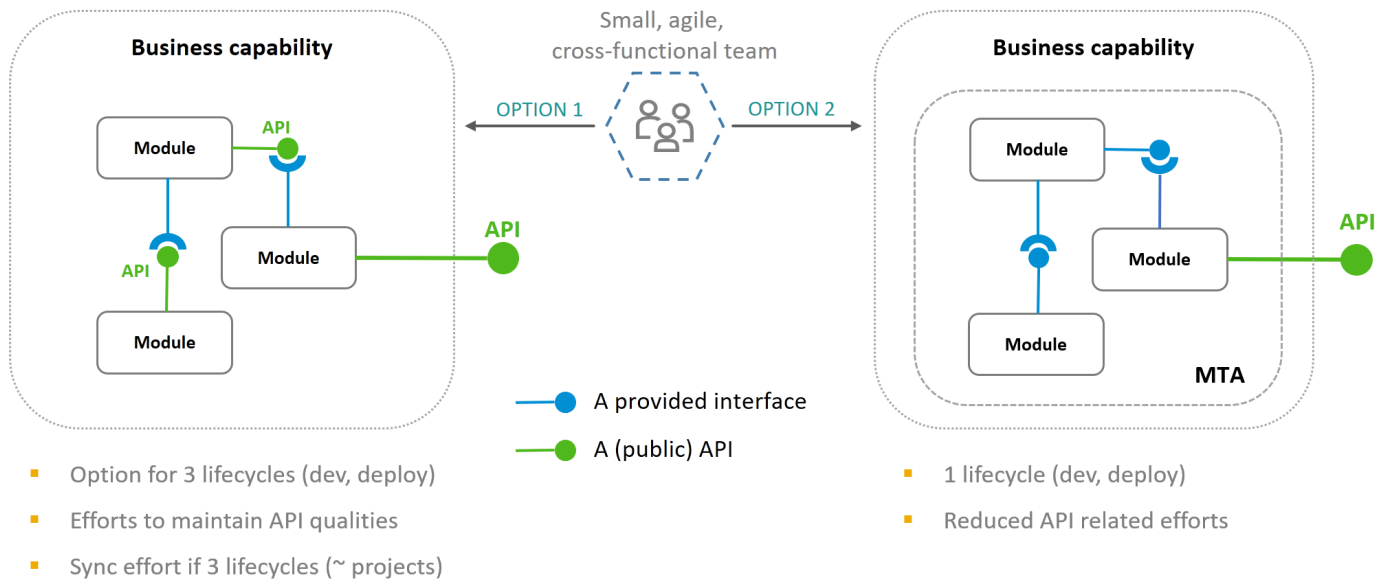 Small, agile,
cross-functional team
Business capability
OPTION 1
OPTION 2
Business capability
API
Module
API
Module
API
Module
Module
Module
API
Module
API
Module
MTA
A provided interface
A (public) API
▪ Option for 3 lifecycles (dev, deploy)
▪ Efforts to maintain API qualities
▪ Sync effort if 3 lifecycles (~ projects)
▪ 1 lifecycle (dev, deploy)
▪ Reduced API related efforts